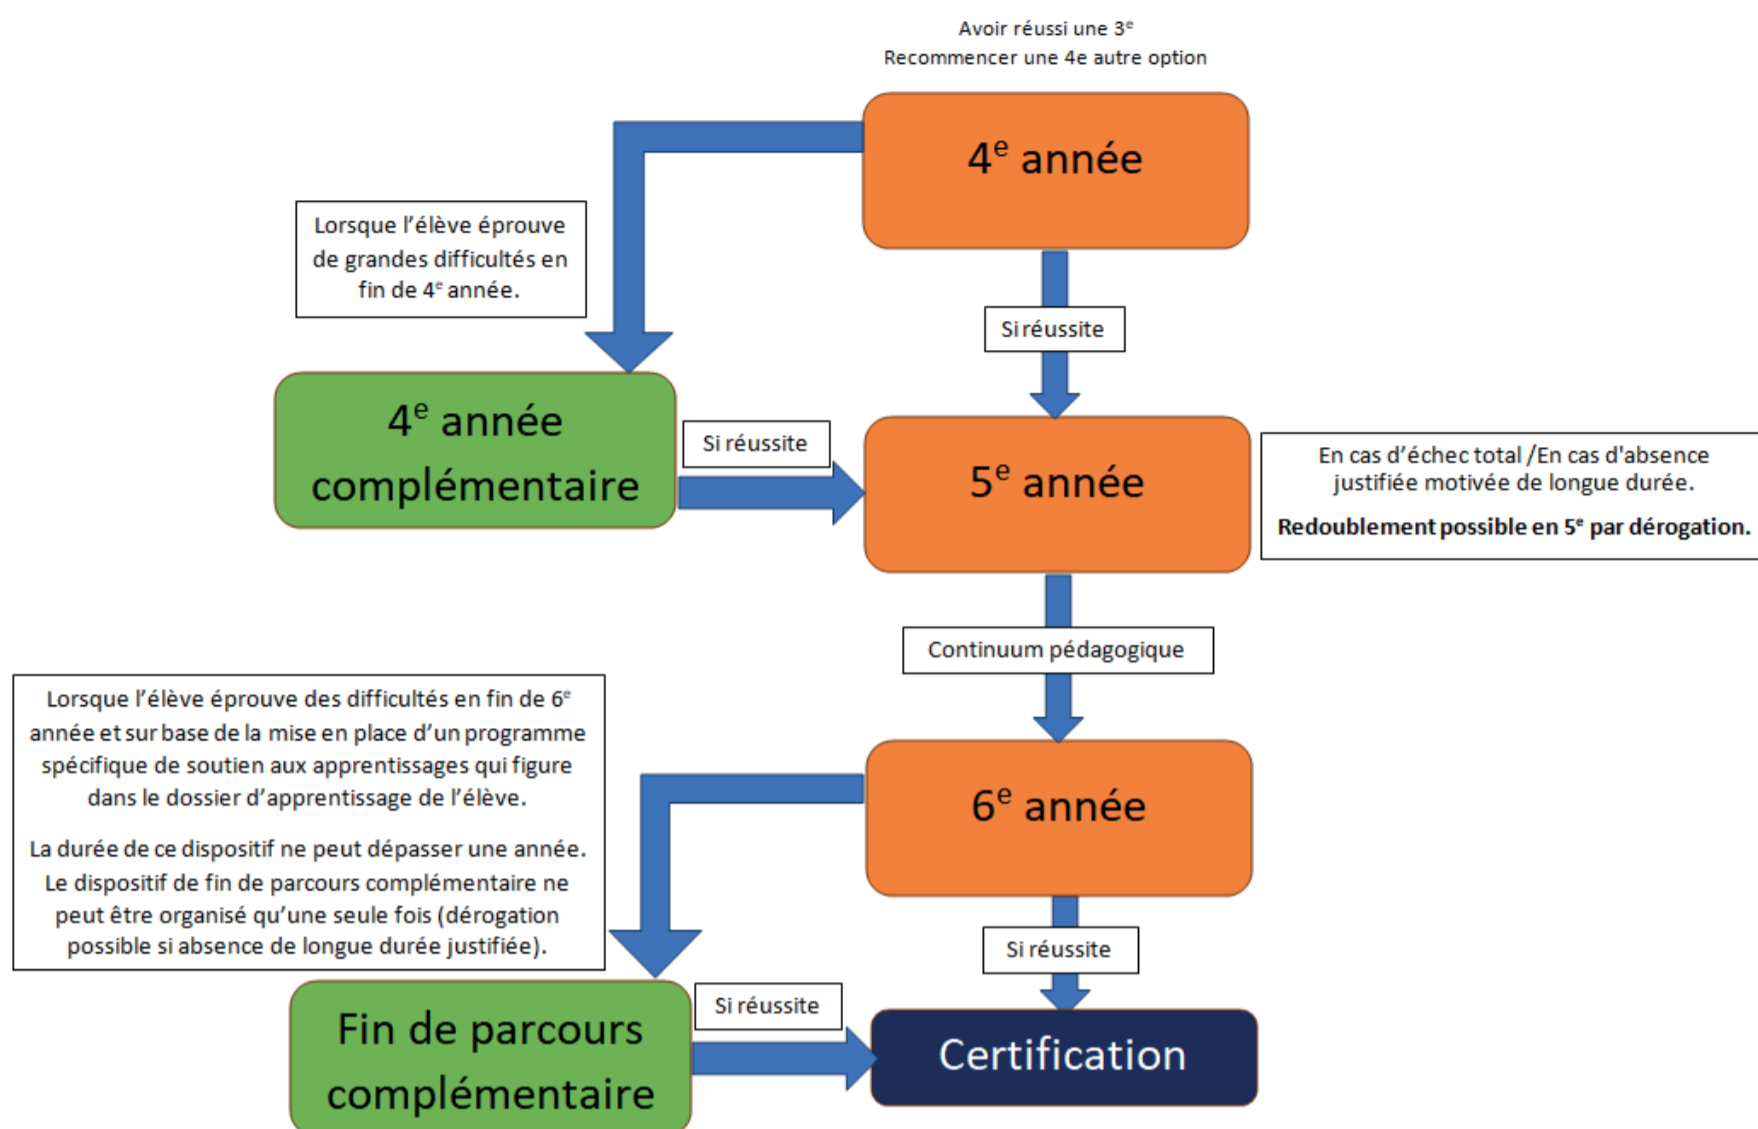 Avoir réussi une 3e
Recommencer une 4e autre option
4e année
Lorsque l’élève éprouve
de grandes difficultés en
fin de 4e année.
Si réussite
4e année
complémentaire
Si réussite
5e année
En cas d’échec total /En cas d'absence
justifiée motivée de longue durée.
Redoublement possible en 5e par dérogation.
Continuum pédagogique
Lorsque l’élève éprouve des difficultés en fin de 6e
année et sur base de la mise en place d’un programme
spécifique de soutien aux apprentissages qui figure
dans le dossier d’apprentissage de l’élève.
La durée de ce dispositif ne peut dépasser une année.
Le dispositif de fin de parcours complémentaire ne
peut être organisé qu’une seule fois (dérogation
possible si absence de longue durée justifiée).
6e année
Si réussite
Fin de parcours
complémentaire
Si réussite
Certification